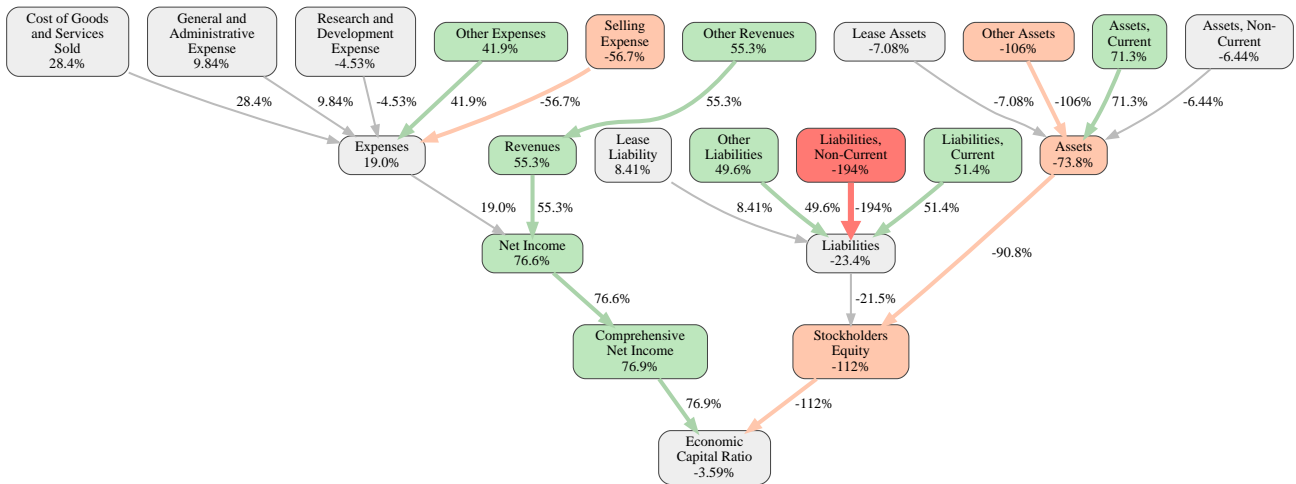 Cost of Goods
and Services
Sold
28.4%
General and
Administrative
Expense
9.84%
Research and
Development
Expense
-4.53%
Other Expenses
41.9%
Selling
Expense
-56.7%
Other Revenues
55.3%
Lease Assets
-7.08%
Other Assets
-106%
Assets,
Current
71.3%
Assets, Non-
Current
-6.44%
28.4%
9.84%
-4.53%
41.9%
-56.7%
55.3%
-7.08%
-106%
71.3%
-6.44%
Expenses
19.0%
Revenues
55.3%
Lease
Liability
8.41%
Other
Liabilities
49.6%
Liabilities,
Non-Current
-194%
Liabilities,
Current
51.4%
Assets
-73.8%
19.0%
55.3%
8.41%
49.6%
-194%
51.4%
Net Income
76.6%
Liabilities
-23.4%
-90.8%
76.6%
-21.5%
Comprehensive
Net Income
76.9%
Stockholders
Equity
-112%
76.9%
-112%
Economic
Capital Ratio
-3.59%